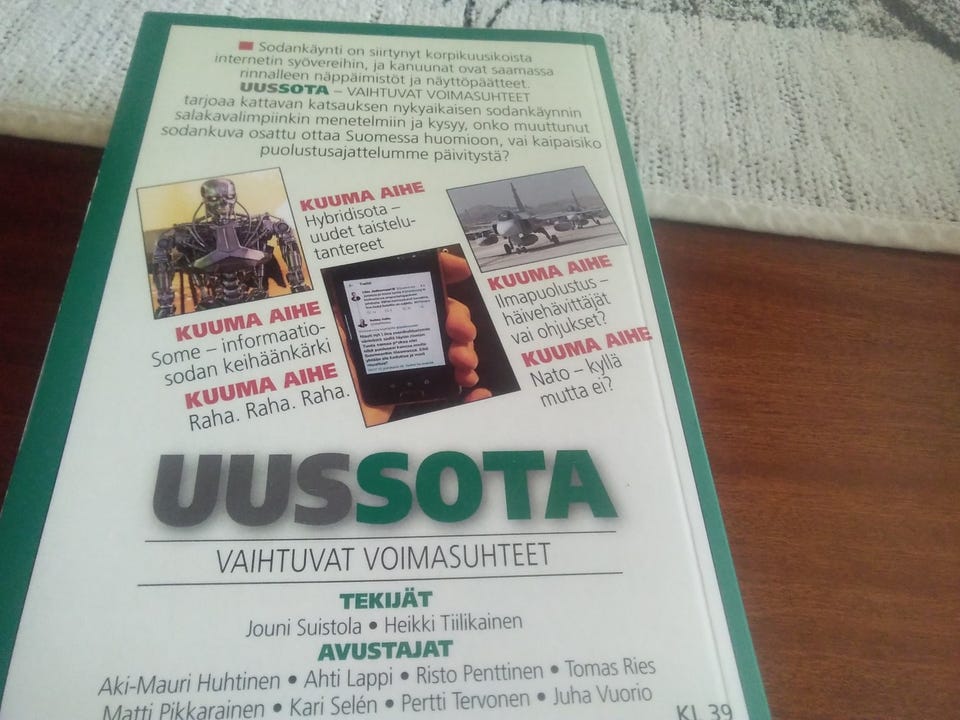 Sodankäynti on siirtynyt korpikuusikoista
internetin syövereihin, ja kanuunat ovat saamassa
rinnalleen näppäimistöt ja näyttöpäätteet.
UUSSOTA – VAIHTUVAT VOIMASUHTEET
tarjoaa kattavan katsauksen nykyaikaisen sodankäynnin
salakavalimpiinkin menetelmiin ja kysyy, onko muuttunut
sodankuva osattu ottaa Suomessa huomioon, vai kaipaisiko
puolustusajattelumme päivitystä?
KUUMA AIHE
Hybridisota –
uudet taistelu-
tantereet
KUUMA AIHE
Ilmapuolustus –
häivehävittäjät
vai ohjukset?
KUUMA AIHE
Some – informaatio-
sodan keihäänkärki
KUUMA AIHE
Nato – kyllä
mutta ei?
KUUMA AIHE
Raha. Raha. Raha.
UUSSOTA
VAIHTUVAT VOIMASUHTEET
TEKIJÄT
Jouni Suistola • Heikki Tiilikainen
AVUSTAJAT
Aki-Mauri Huhtinen • Ahti Lappi • Risto Penttinen • Tomas Ries
Matti Pikkarainen • Kari Selén • Pertti Tervonen • Juha Vuorio
KL 39